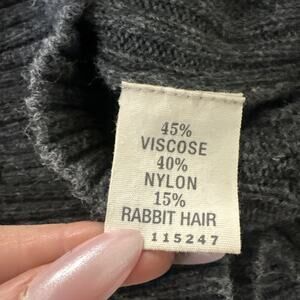 45%
VISCOSE
40%
NYLON
15%
RABBIT HAIR
115247